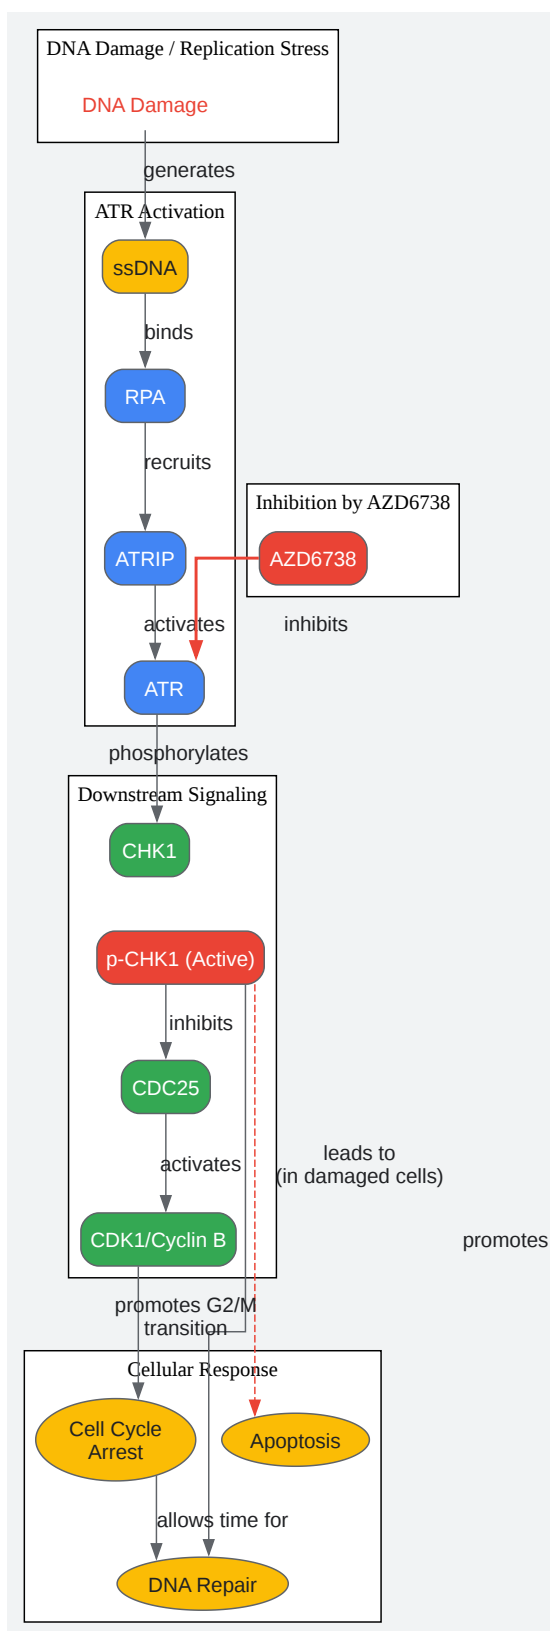 DNA Damage / Replication Stress
DNA Damage
generates
ATR Activation
ssDNA
binds
RPA
recruits
Inhibition by AZD6738
ATRIP
AZD6738
activates
inhibits
ATR
phosphorylates
Downstream Signaling
CHK1
p-CHK1 (Active)
inhibits
CDC25
leads to
(in damaged cells)
activates
CDK1/Cyclin B
promotes
promotes G2/M
transition
Cellular Response
Cell Cycle
Arrest
Apoptosis
allows time for
DNA Repair